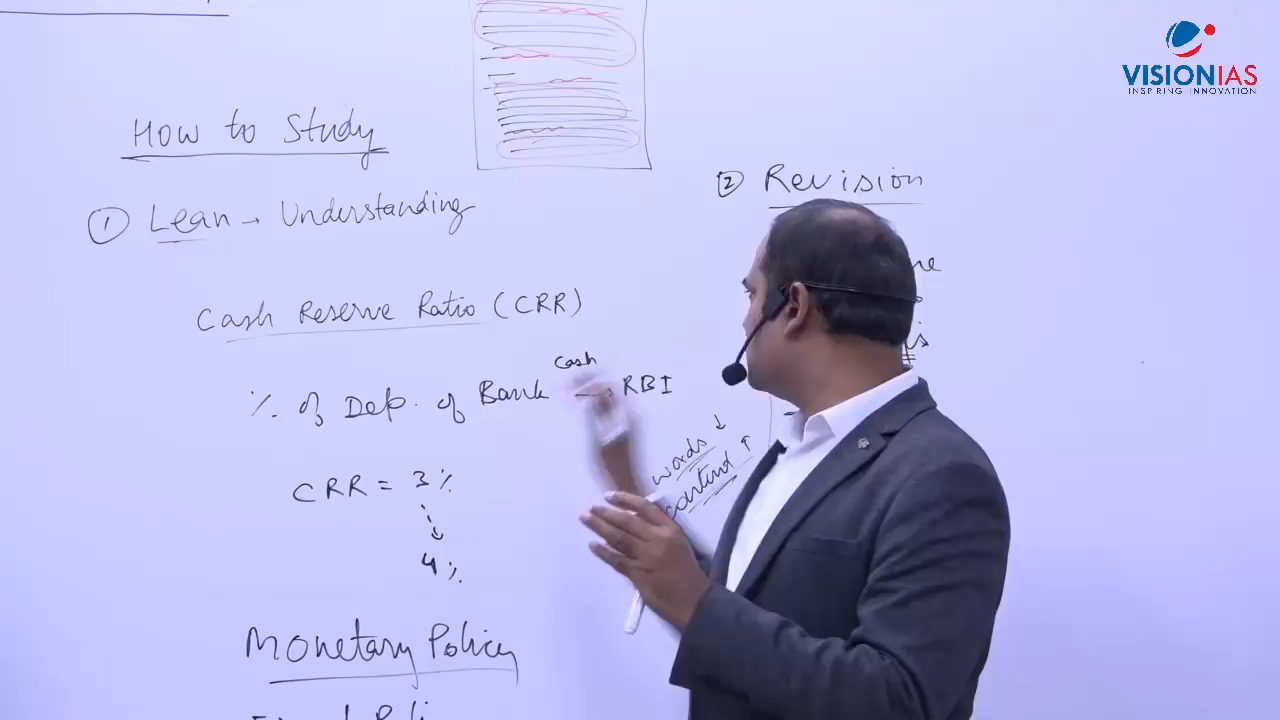 VISIONIAS
INSPIRING INNOVATION
How to Study
① Lean → Understanding
Cash Reserve Ratio (CRR)
% of Dep. of Bank cash → RBI
CRR = 3%
4%
Monetary Policy
② Revision
words ↓
content ↑